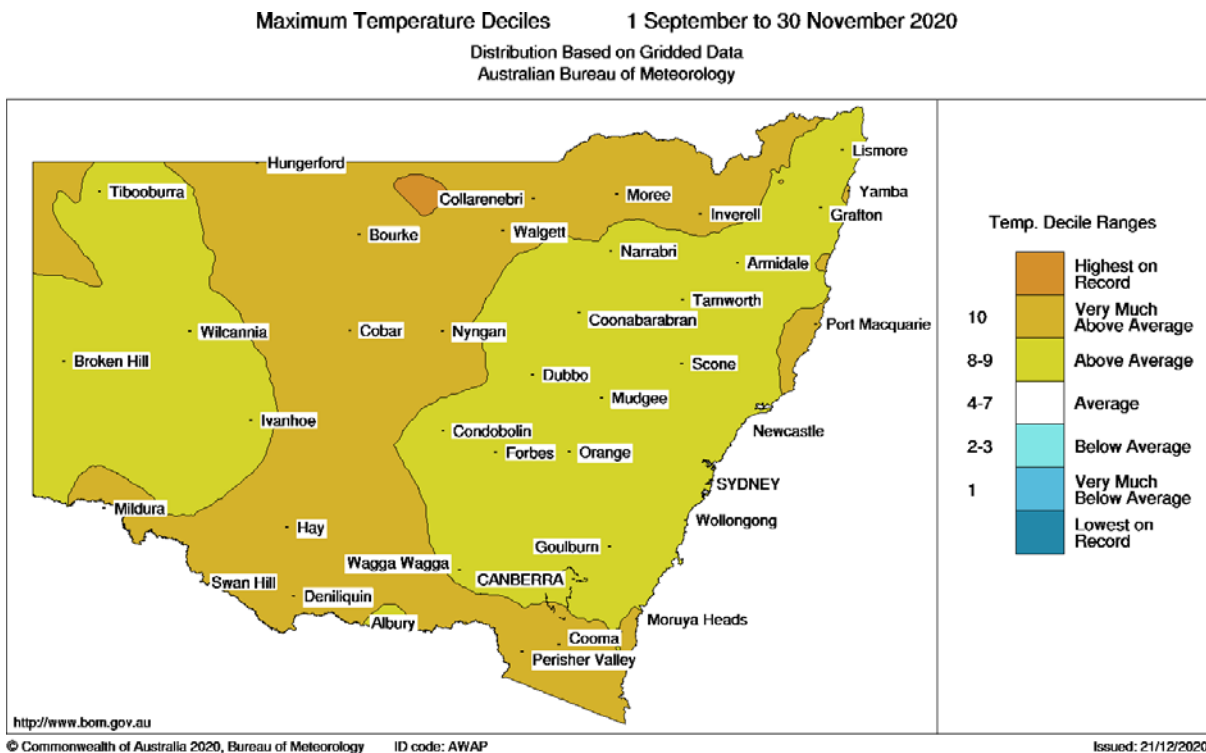 Maximum Temperature Deciles 1 September to 30 November 2020
Distribution Based on Gridded Data
Australian Bureau of Meteorology
Lismore
Hungerford
Tibooburra
Collarenebri
Moree
Yamba
Inverell
Grafton
Bourke
Walgett
Narrabri
Armidale
Tamworth
Coonabarabran
Wilcannia
Cobar
Nyngan
Port Macquarie
Broken Hill
Scone
Dubbo
Mudgee
Ivanhoe
Condobolin
Newcastle
Forbes
Orange
SYDNEY
Mildura
Wollongong
Hay
Goulburn
Wagga Wagga
CANBERRA
Swan Hill
Deniliquin
Albury
Moruya Heads
Cooma
Perisher Valley
Temp. Decile Ranges
Highest on
Record
10 Very Much
Above Average
8-9 Above Average
4-7 Average
2-3 Below Average
1 Very Much
Below Average
Lowest on
Record
http://www.bom.gov.au
© Commonwealth of Australia 2020, Bureau of Meteorology ID code: AWAP Issued: 21/12/2020